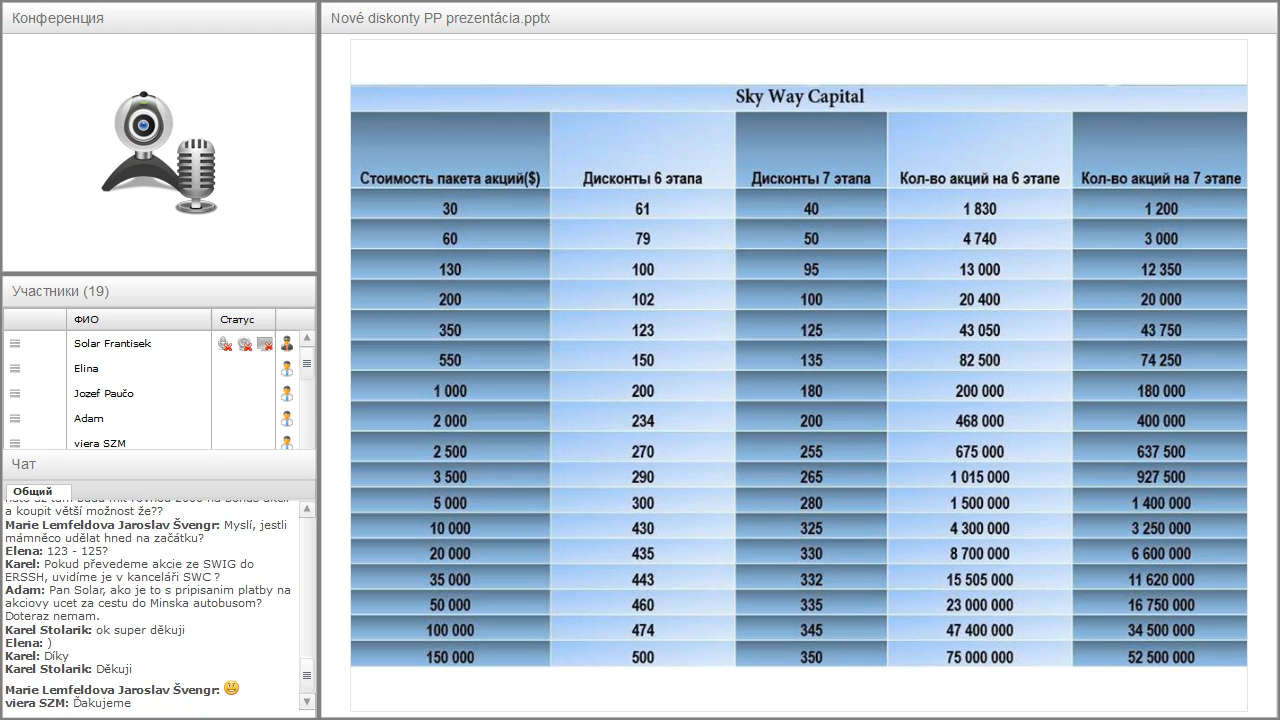 Конференция
Участники (19)
ФИО Статус
Solar Frantisek
Elina
Jozef Paučo
Adam
viera SZM
Чат
Общий
a koupit větší možnost že??
Marie Lemfeldova Jaroslav Švengr: Myslí, jestli
mámněco udělat hned na začátku?
Elena: 123 - 125?
Karel: Pokud převedeme akcie ze SWIG do
ERSSH, uvidíme je v kanceláři SWC ?
Adam: Pan Solar, ako je to s pripisanim platby na
akciovy ucet za cestu do Minska autobusom?
Doteraz nemam.
Karel Stolarik: ok super děkuji
Elena: )
Karel: Díky
Karel Stolarik: Děkuji
Marie Lemfeldova Jaroslav Švengr:
viera SZM: Ďakujeme
Nové diskonty PP prezentácia.pptx
Sky Way Capital
Стоимость пакета акций($) Дисконты 6 этапа Дисконты 7 этапа Кол-во акций на 6 этапе Кол-во акций на 7 этапе
30 61 40 1 830 1 200
60 79 50 4 740 3 000
130 100 95 13 000 12 350
200 102 100 20 400 20 000
350 123 125 43 050 43 750
550 150 135 82 500 74 250
1 000 200 180 200 000 180 000
2 000 234 200 468 000 400 000
2 500 270 255 675 000 637 500
3 500 290 265 1 015 000 927 500
5 000 300 280 1 500 000 1 400 000
10 000 430 325 4 300 000 3 250 000
20 000 435 330 8 700 000 6 600 000
35 000 443 332 15 505 000 11 620 000
50 000 460 335 23 000 000 16 750 000
100 000 474 345 47 400 000 34 500 000
150 000 500 350 75 000 000 52 500 000